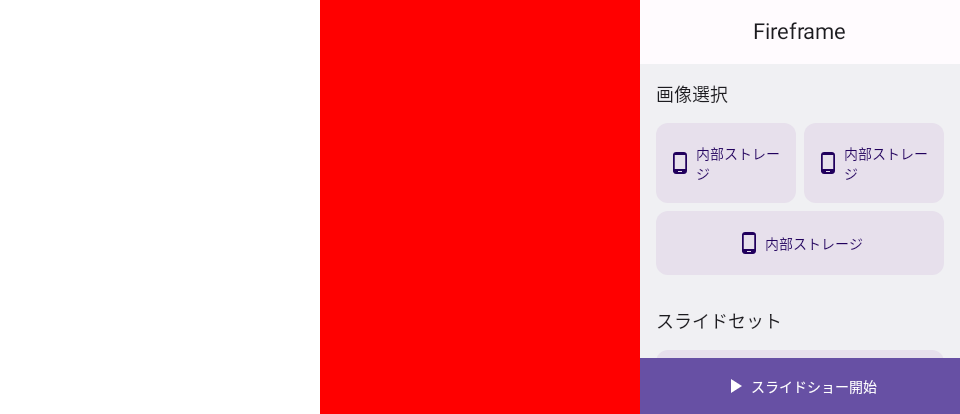 Fireframe
画像選択
内部ストレー
ジ
内部ストレー
ジ
内部ストレージ
スライドセット
スライドショー開始